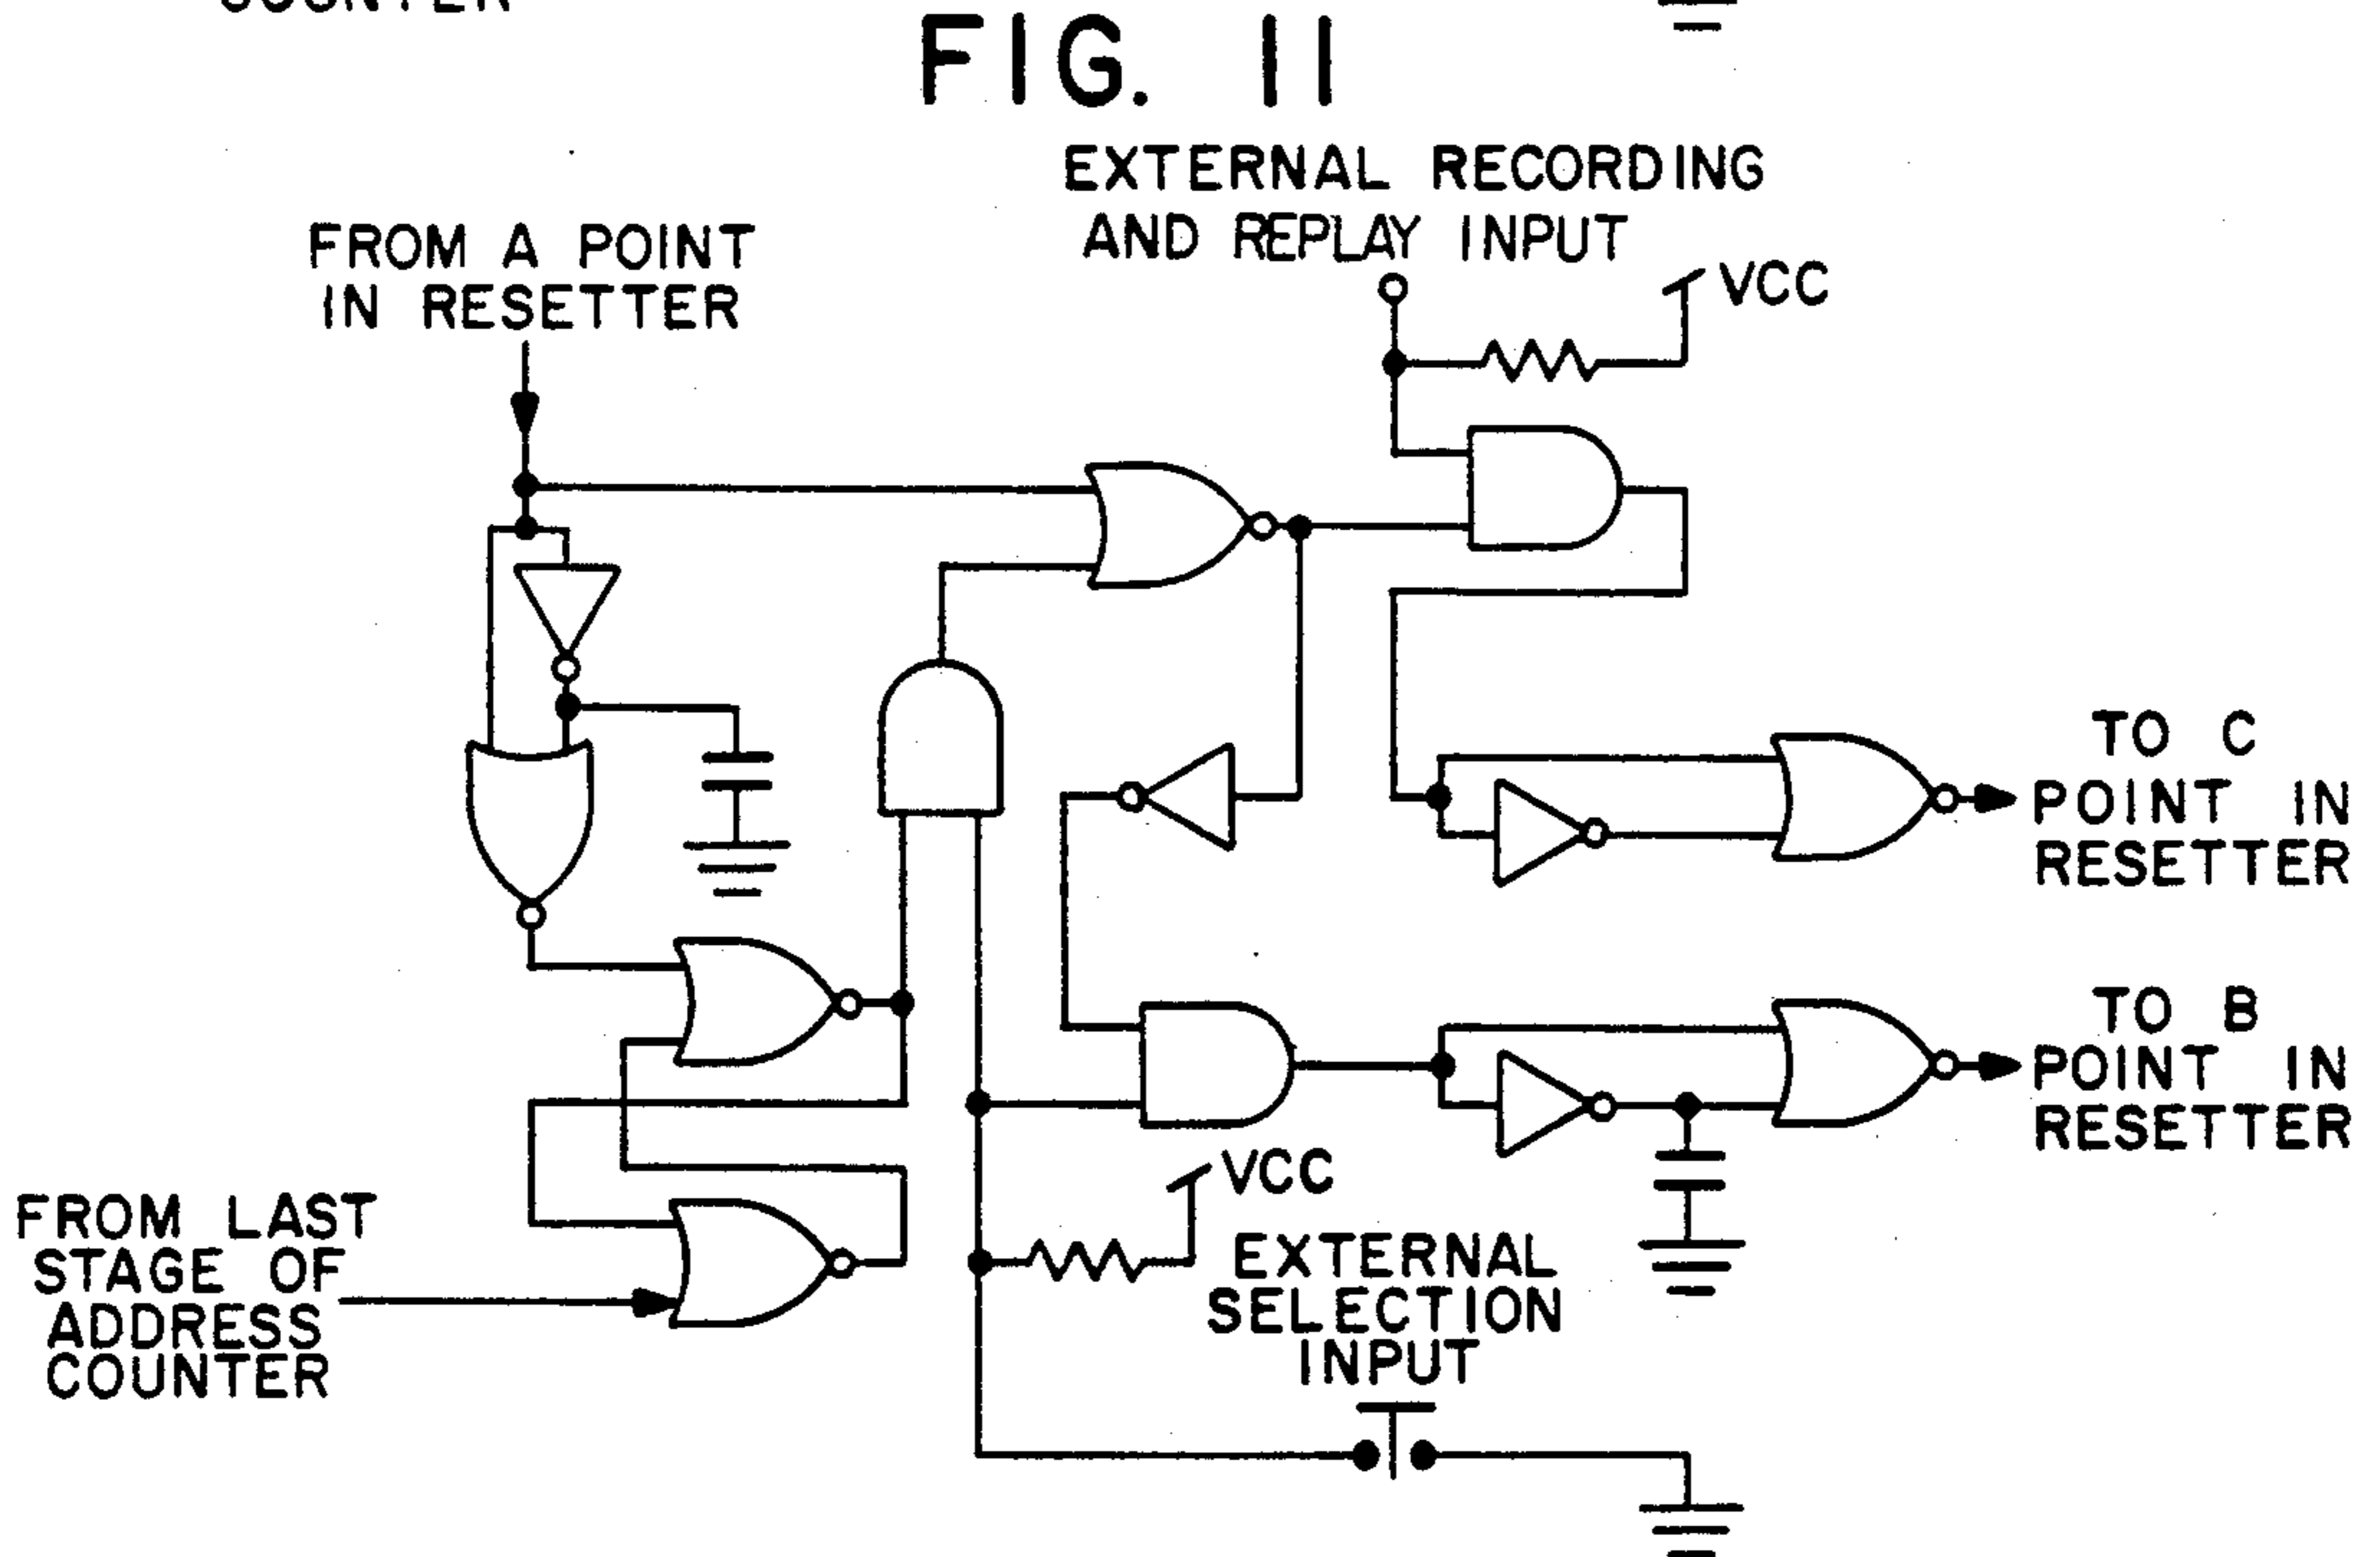 COUNTER
FIG. 11
EXTERNAL RECORDING
AND REPLAY INPUT
FROM A POINT
IN RESETTER
VCC
TO C
POINT IN
RESETTER
TO B
POINT IN
RESETTER
VCC
FROM LAST
STAGE OF
ADDRESS
COUNTER
EXTERNAL
SELECTION
INPUT